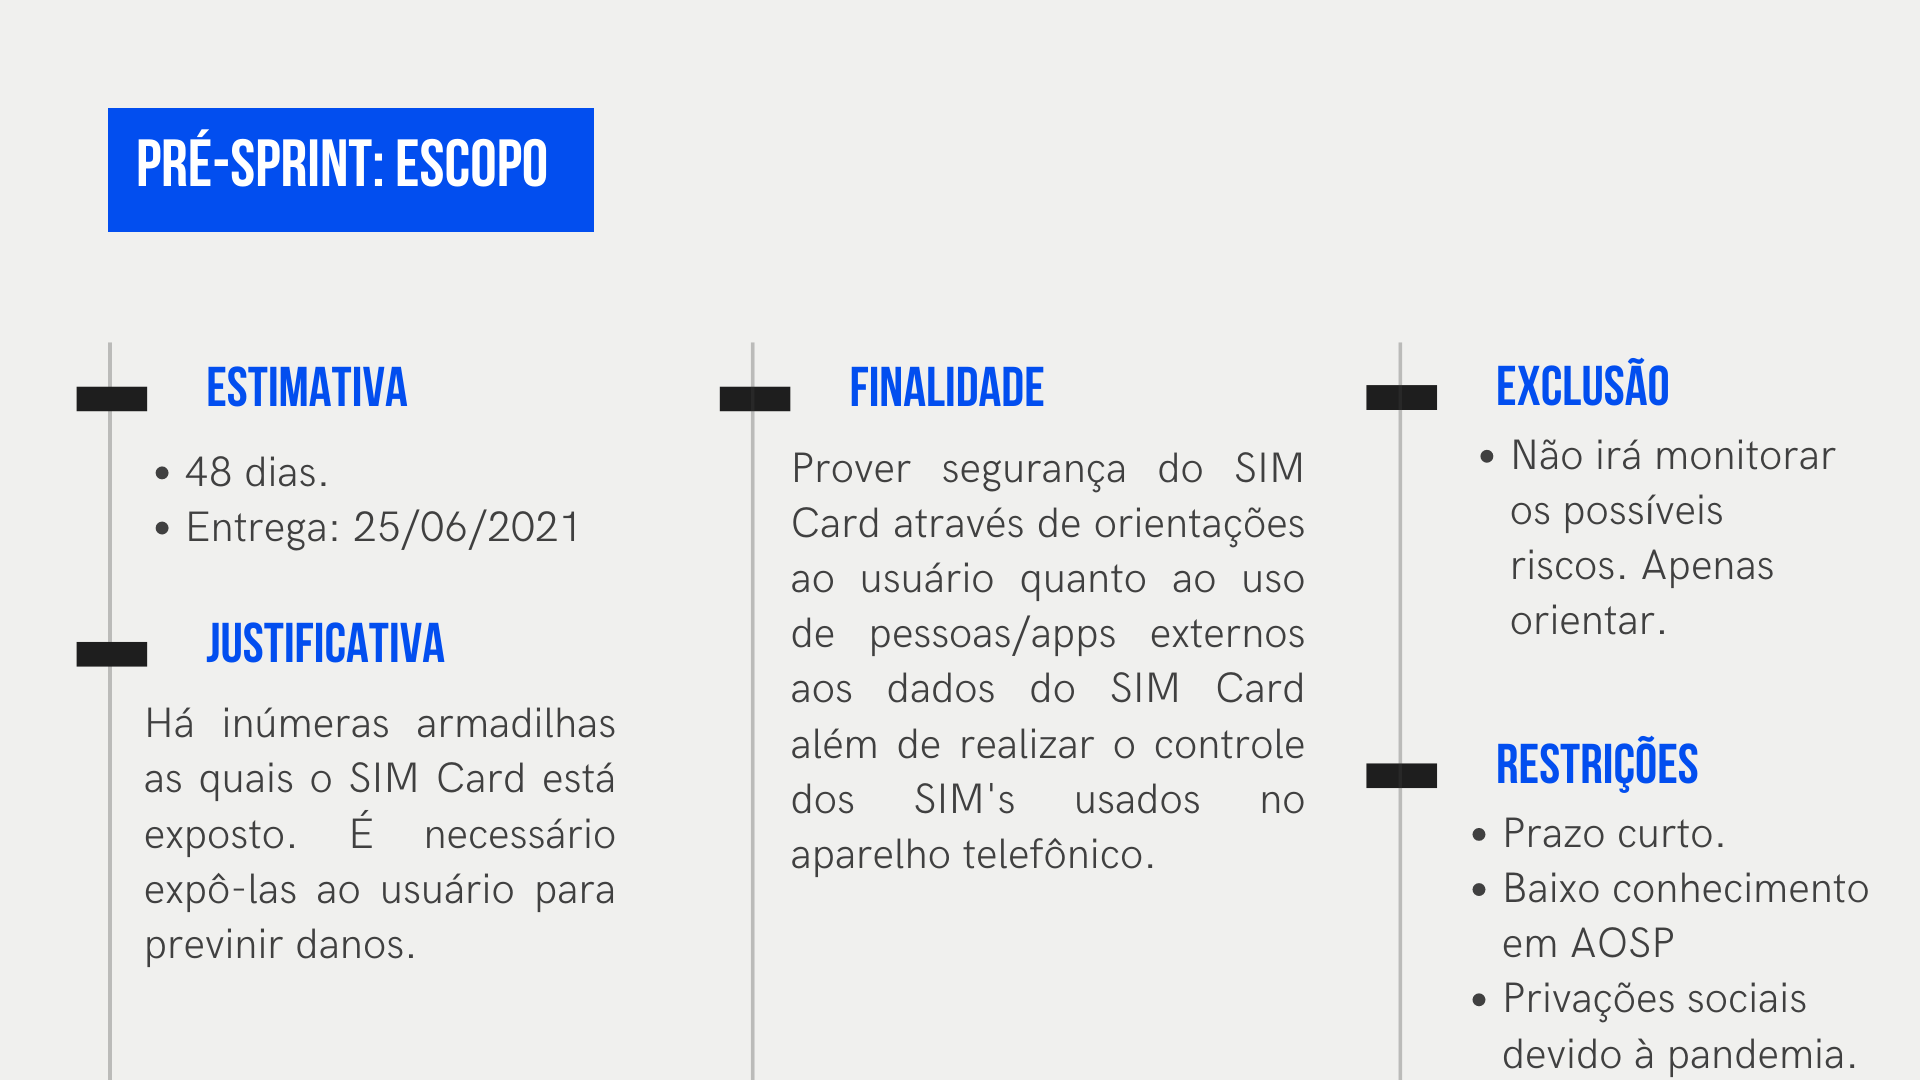 PRÉ-SPRINT: ESCOPO
ESTIMATIVA
• 48 dias.
• Entrega: 25/06/2021
JUSTIFICATIVA
Há inúmeras armadilhas
as quais o SIM Card está
exposto. É necessário
expô-las ao usuário para
previnir danos.
FINALIDADE
Prover segurança do SIM
Card através de orientações
ao usuário quanto ao uso
de pessoas/apps externos
aos dados do SIM Card
além de realizar o controle
dos SIM's usados no
aparelho telefônico.
EXCLUSÃO
• Não irá monitorar
os possíveis
riscos. Apenas
orientar.
RESTRIÇÕES
• Prazo curto.
• Baixo conhecimento
em AOSP
• Privações sociais
devido à pandemia.